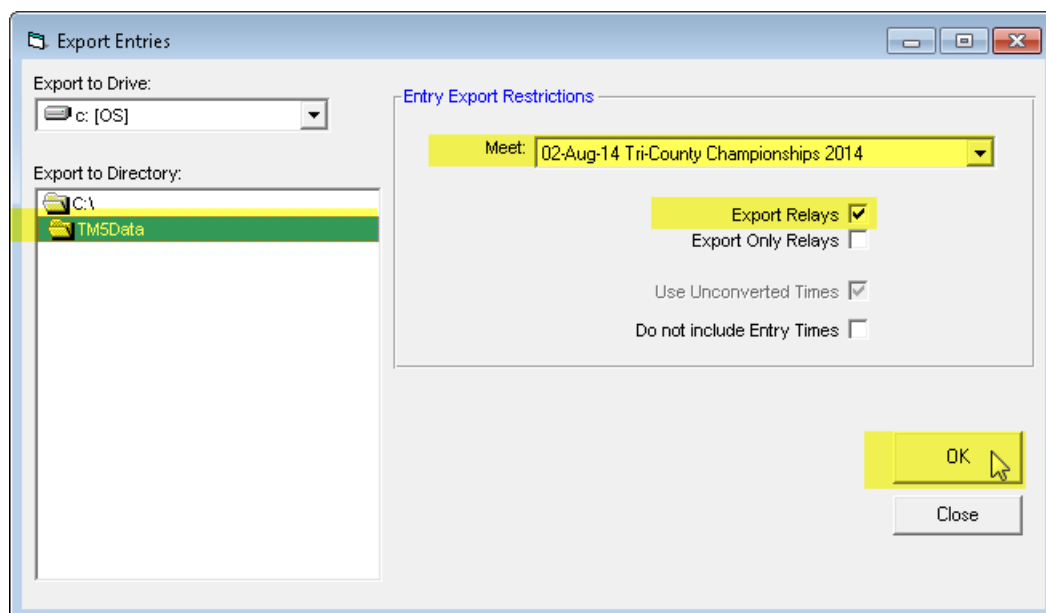 Export Entries
Export to Drive:
c: [OS]
Export to Directory:
C:\
TM5Data
Entry Export Restrictions
Meet: 02-Aug-14 Tri-County Championships 2014
Export Relays
Export Only Relays
Use Unconverted Times
Do not include Entry Times
OK
Close